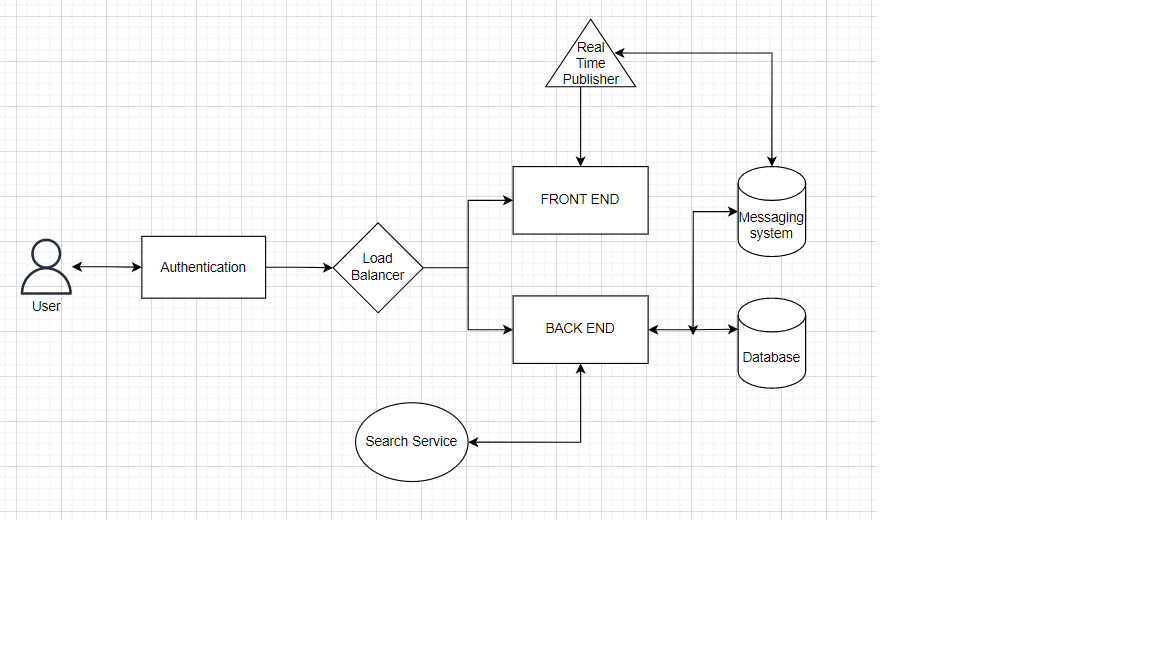 Real
Time
Publisher
FRONT END
Messaging
system
Load
Balancer
Authentication
User
BACK END
Database
Search Service